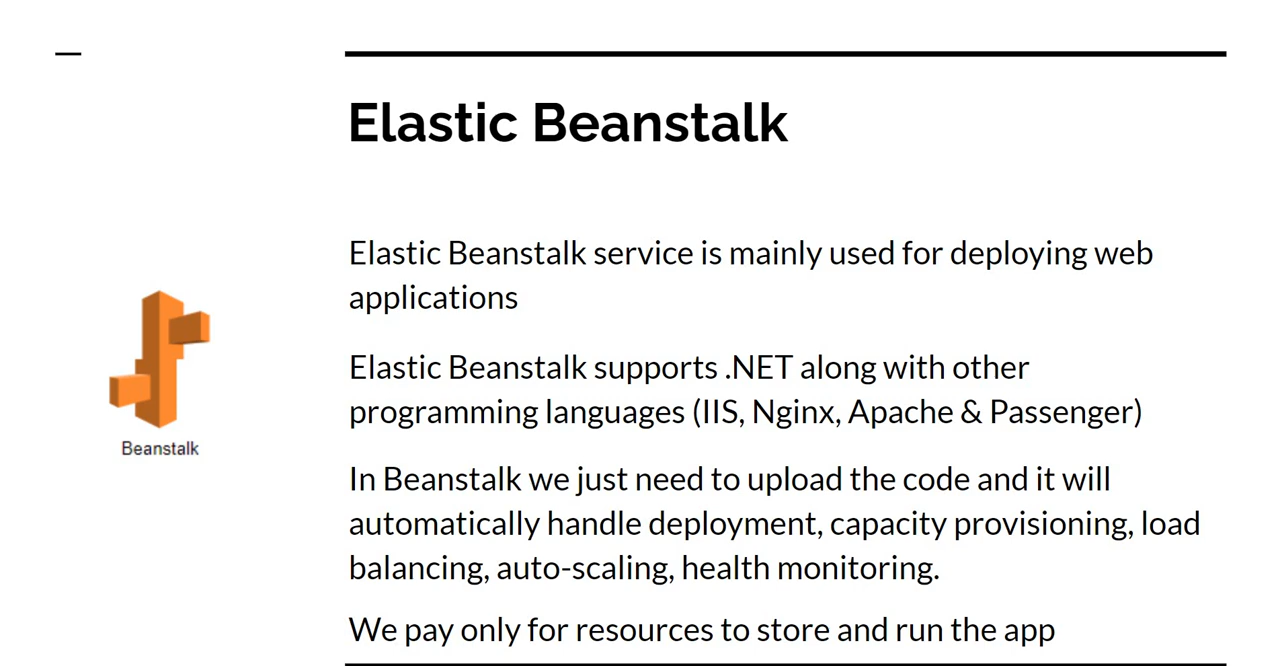 Elastic Beanstalk
Elastic Beanstalk service is mainly used for deploying web
applications
Elastic Beanstalk supports .NET along with other
programming languages (IIS, Nginx, Apache & Passenger)
Beanstalk
In Beanstalk we just need to upload the code and it will
automatically handle deployment, capacity provisioning, load
balancing, auto-scaling, health monitoring.
We pay only for resources to store and run the app